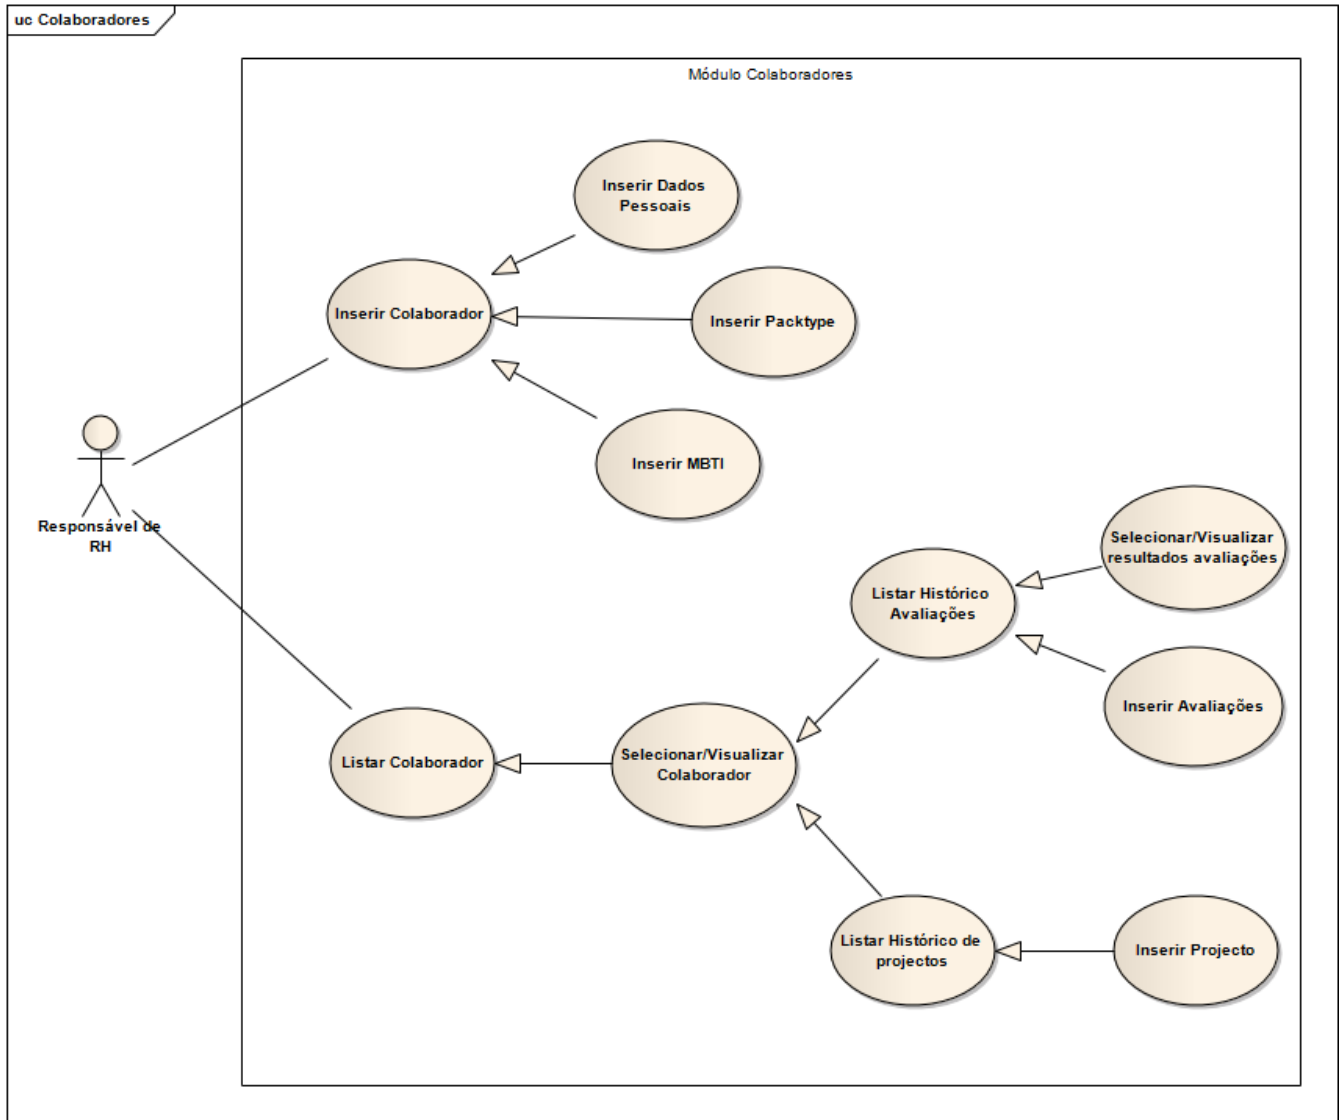 uc Colaboradores
Módulo Colaboradores
Inserir Dados
Pessoais
Inserir Colaborador
Inserir Packtype
Inserir MBTI
Responsável de
RH
Selecionar/Visualizar
resultados avaliações
Listar Histórico
Avaliações
Inserir Avaliações
Listar Colaborador
Selecionar/Visualizar
Colaborador
Listar Histórico de
projectos
Inserir Projecto